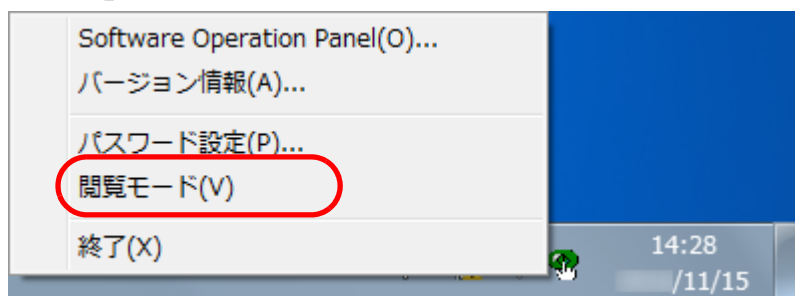 Software Operation Panel(O)...
バージョン情報(A)...
パスワード設定(P)...
閲覧モード(V)
終了(X)
14:28
/11/15